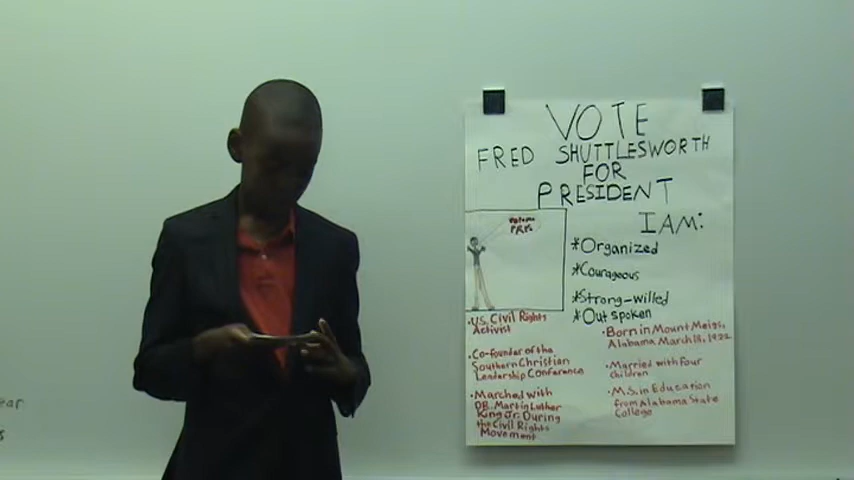 VOTE
FRED SHUTTLESWORTH
FOR
PRESIDENT
I AM:
*Organized
*Courageous
*Strong-willed
*Outspoken
•U.S. Civil Rights
Activist
•Co-founder of the
Southern Christian
Leadership Conference
•Marched with
DR. Martin Luther
King Jr. During
the Civil Rights
Movement
•Born in Mount Meigs,
Alabama March 18, 1922
•Married with four
children
•M.S. in Education
from Alabama State
College